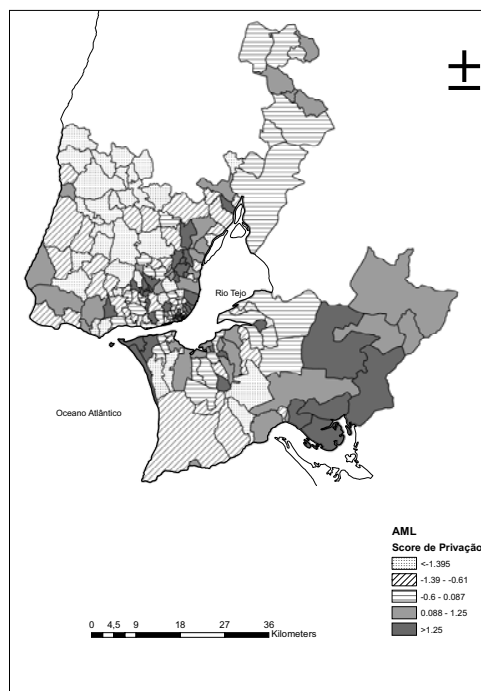 ±
Rio Tejo
Oceano Atlântico
AML
Score de Privação
<-1.395
-1.39 - -0.61
-0.6 - 0.087
0.088 - 1.25
>1.25
0 4,5 9 18 27 36
Kilometers